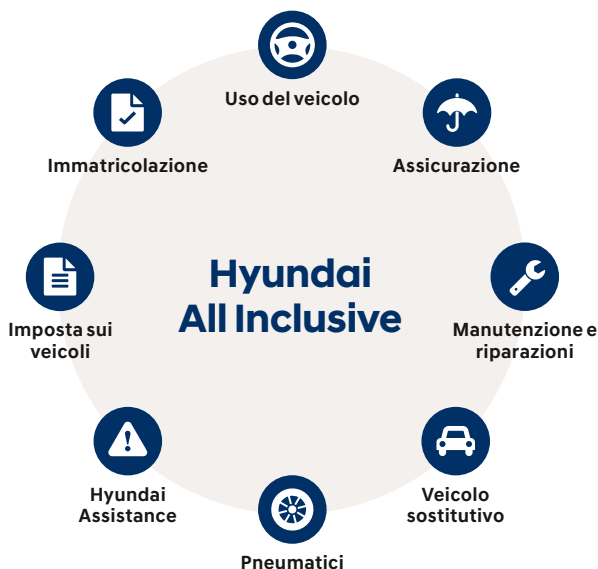 Uso del veicolo
Immatricolazione
Assicurazione
Hyundai
All Inclusive
Imposta sui
veicoli
Manutenzione e
riparazioni
Hyundai
Assistance
Veicolo
sostitutivo
Pneumatici